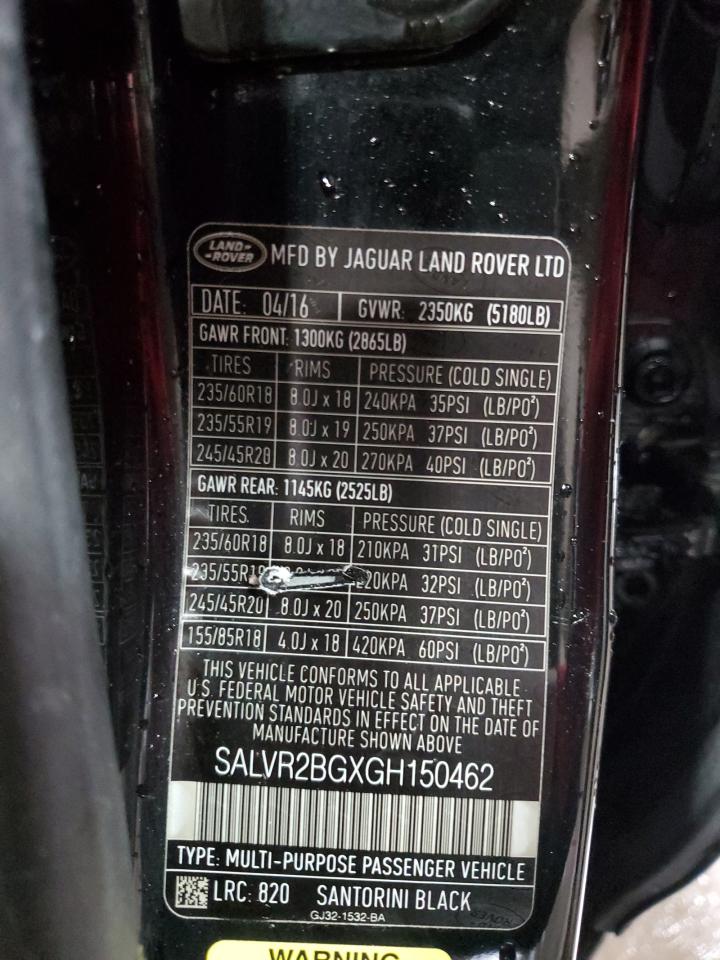 LAND-
-ROVER
MFD BY JAGUAR LAND ROVER LTD
DATE: 04/16 GVWR: 2350KG (5180LB)
GAWR FRONT: 1300KG (2865LB)
TIRES RIMS PRESSURE (COLD SINGLE)
235/60R18 8.0J x 18 240KPA 35PSI (LB/PO²)
235/55R19 8.0J x 19 250KPA 37PSI (LB/PO²)
245/45R20 8.0J x 20 270KPA 40PSI (LB/PO²)
GAWR REAR: 1145KG (2525LB)
TIRES RIMS PRESSURE (COLD SINGLE)
235/60R18 8.0J x 18 210KPA 31PSI (LB/PO²)
235/55R19 220KPA 32PSI (LB/PO²)
245/45R20 8.0J x 20 250KPA 37PSI (LB/PO²)
155/85R18 4.0J x 18 420KPA 60PSI (LB/PO²)
THIS VEHICLE CONFORMS TO ALL APPLICABLE
U.S. FEDERAL MOTOR VEHICLE SAFETY AND THEFT
PREVENTION STANDARDS IN EFFECT ON THE DATE OF
MANUFACTURE SHOWN ABOVE
SALVR2BGXGH150462
TYPE: MULTI-PURPOSE PASSENGER VEHICLE
LRC: 820 SANTORINI BLACK
GJ32-1532-BA
WARNING